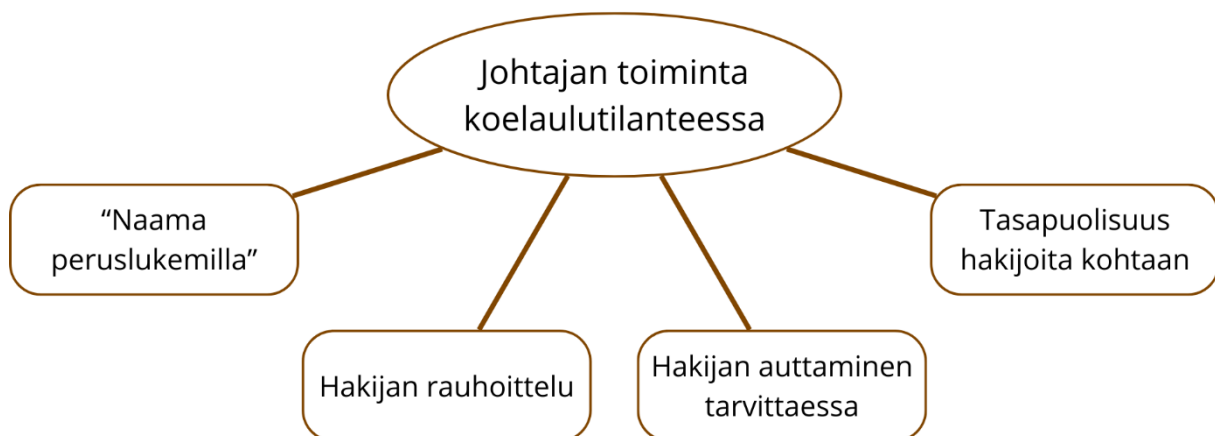 Johtajan toiminta
koelaulutilanteessa
“Naama
peruslukemilla”
Hakijan rauhoittelu
Hakijan auttaminen
tarvittaessa
Tasapuolisuus
hakijoita kohtaan